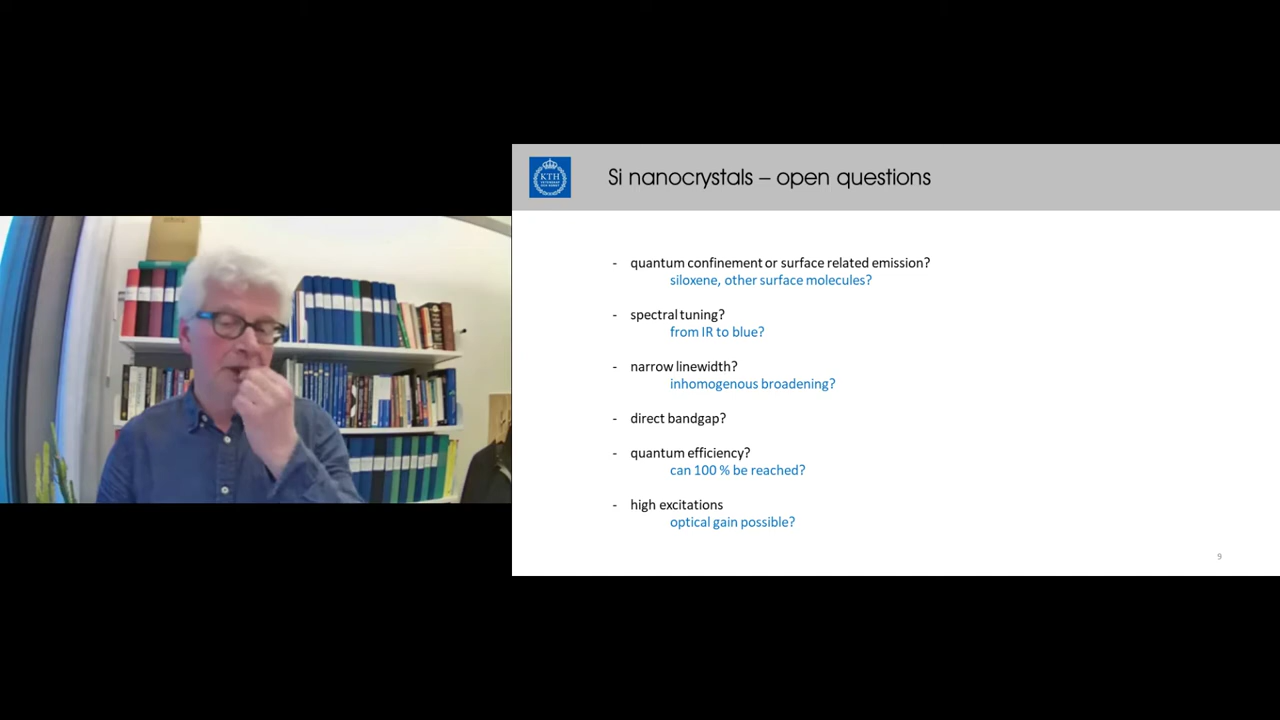 KTH
Si nanocrystals – open questions
- quantum confinement or surface related emission?
siloxene, other surface molecules?
- spectral tuning?
from IR to blue?
- narrow linewidth?
inhomogenous broadening?
- direct bandgap?
- quantum efficiency?
can 100 % be reached?
- high excitations
optical gain possible?
9